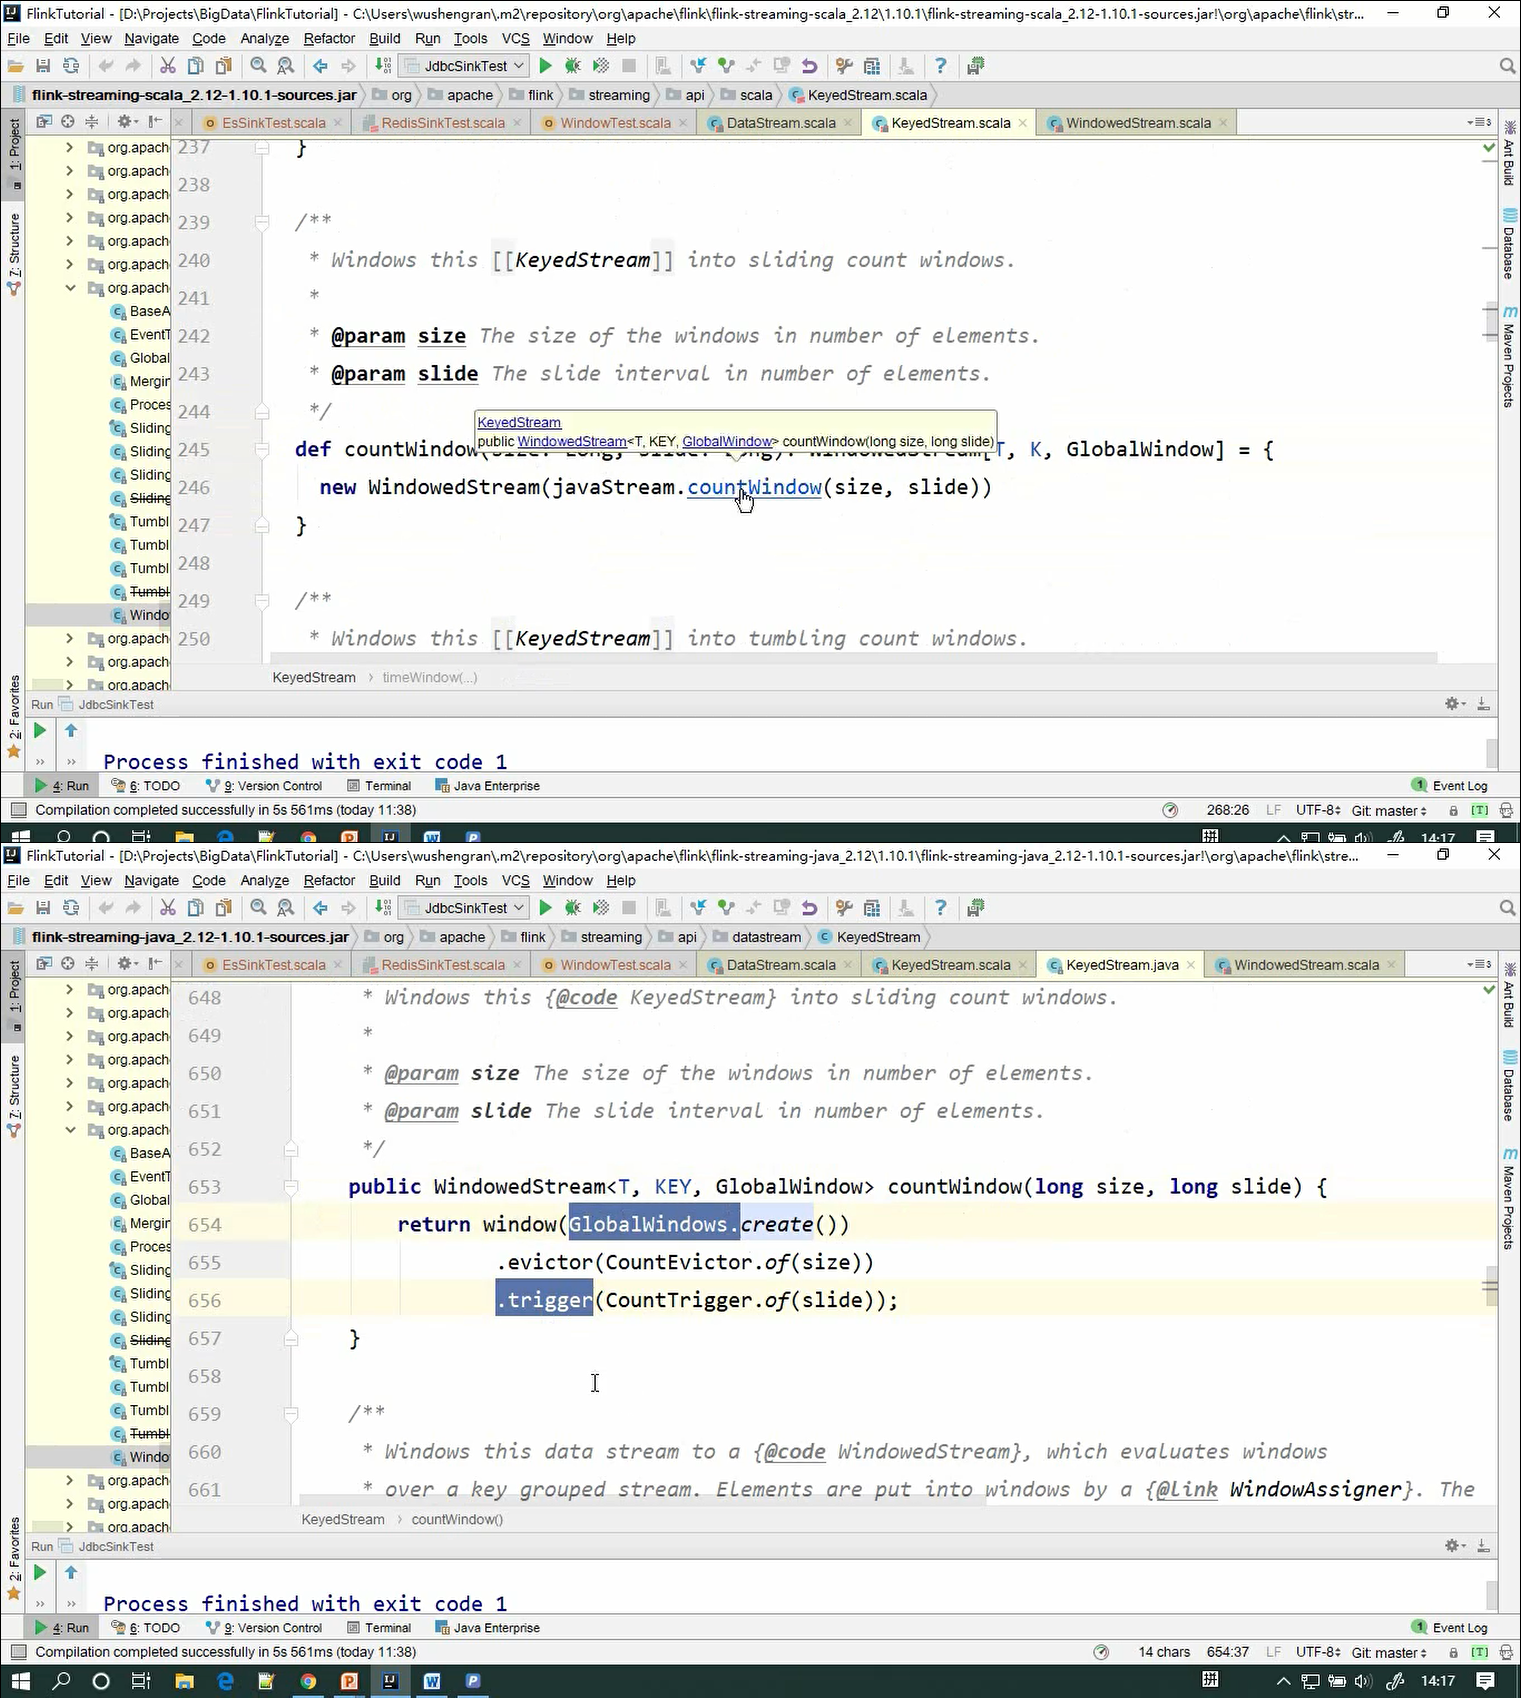 FlinkTutorial - [D:\Projects\BigData\FlinkTutorial] - C:\Users\wushengran\.m2\repository\org\apache\flink\flink-streaming-scala_2.12\1.10.1\flink-streaming-scala_2.12-1.10.1-sources.jar!\org\apache\flink\str...
File Edit View Navigate Code Analyze Refactor Build Run Tools VCS Window Help
JdbcSinkTest
flink-streaming-scala_2.12-1.10.1-sources.jar org apache flink streaming api scala KeyedStream.scala
EsSinkTest.scala RedisSinkTest.scala WindowTest.scala DataStream.scala KeyedStream.scala WindowedStream.scala
1: Project
7: Structure
2: Favorites
Ant Build
Database
Maven Projects
org.apach
org.apach
org.apach
org.apach
org.apach
org.apach
org.apach
BaseA
EventT
Global
Mergin
Proces
Sliding
Sliding
Sliding
Sliding
Tumbl
Tumbl
Tumbl
Tumbl
Windo
org.apach
org.apach
org.apach
237 }
238
239 /**
240 * Windows this [[KeyedStream]] into sliding count windows.
241 *
242 * @param size The size of the windows in number of elements.
243 * @param slide The slide interval in number of elements.
244 */
KeyedStream
public WindowedStream<T, KEY, GlobalWindow> countWindow(long size, long slide)
245 def countWindow(size: Long, slide: Long): WindowedStream[T, K, GlobalWindow] = {
246 new WindowedStream(javaStream.countWindow(size, slide))
247 }
248
249 /**
250 * Windows this [[KeyedStream]] into tumbling count windows.
KeyedStream › timeWindow(...)
Run JdbcSinkTest
Process finished with exit code 1
4: Run 6: TODO 9: Version Control Terminal Java Enterprise 1 Event Log
Compilation completed successfully in 5s 561ms (today 11:38) 268:26 LF UTF-8 Git: master [T]
拼 14:17
FlinkTutorial - [D:\Projects\BigData\FlinkTutorial] - C:\Users\wushengran\.m2\repository\org\apache\flink\flink-streaming-java_2.12\1.10.1\flink-streaming-java_2.12-1.10.1-sources.jar!\org\apache\flink\stre...
File Edit View Navigate Code Analyze Refactor Build Run Tools VCS Window Help
JdbcSinkTest
flink-streaming-java_2.12-1.10.1-sources.jar org apache flink streaming api datastream KeyedStream
EsSinkTest.scala RedisSinkTest.scala WindowTest.scala DataStream.scala KeyedStream.scala KeyedStream.java WindowedStream.scala
1: Project
7: Structure
2: Favorites
Ant Build
Database
Maven Projects
org.apach
org.apach
org.apach
org.apach
org.apach
org.apach
org.apach
BaseA
EventT
Global
Mergin
Proces
Sliding
Sliding
Sliding
Sliding
Tumbl
Tumbl
Tumbl
Tumbl
Windo
org.apach
org.apach
org.apach
648 * Windows this {@code KeyedStream} into sliding count windows.
649 *
650 * @param size The size of the windows in number of elements.
651 * @param slide The slide interval in number of elements.
652 */
653 public WindowedStream<T, KEY, GlobalWindow> countWindow(long size, long slide) {
654 return window(GlobalWindows.create())
655 .evictor(CountEvictor.of(size))
656 .trigger(CountTrigger.of(slide));
657 }
658
659 /**
660 * Windows this data stream to a {@code WindowedStream}, which evaluates windows
661 * over a key grouped stream. Elements are put into windows by a {@link WindowAssigner}. The
KeyedStream › countWindow()
Run JdbcSinkTest
Process finished with exit code 1
4: Run 6: TODO 9: Version Control Terminal Java Enterprise 1 Event Log
Compilation completed successfully in 5s 561ms (today 11:38) 14 chars 654:37 LF UTF-8 Git: master [T]
拼 14:17